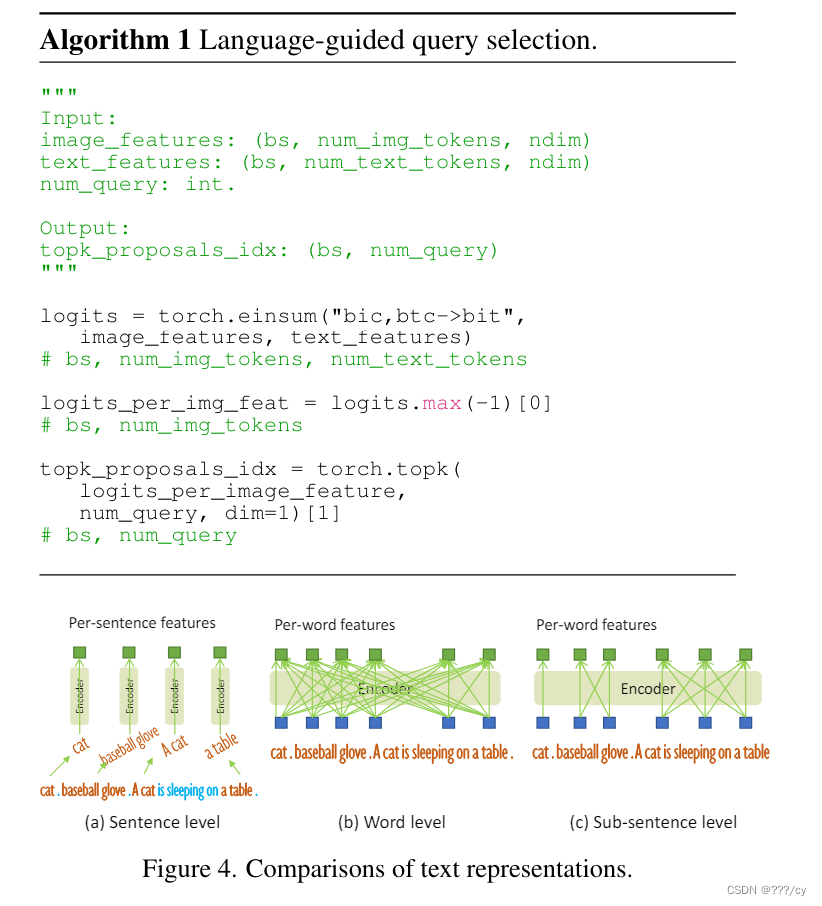 Algorithm 1 Language-guided query selection.
"""
Input:
image_features: (bs, num_img_tokens, ndim)
text_features: (bs, num_text_tokens, ndim)
num_query: int.
Output:
topk_proposals_idx: (bs, num_query)
"""
logits = torch.einsum("bic,btc->bit",
image_features, text_features)
# bs, num_img_tokens, num_text_tokens
logits_per_img_feat = logits.max(-1)[0]
# bs, num_img_tokens
topk_proposals_idx = torch.topk(
logits_per_image_feature,
num_query, dim=1)[1]
# bs, num_query
Per-sentence features
Encoder
Encoder
Encoder
Encoder
cat
baseball glove
A cat
a table
cat . baseball glove . A cat is sleeping on a table .
(a) Sentence level
Per-word features
Encoder
cat . baseball glove . A cat is sleeping on a table .
(b) Word level
Per-word features
Encoder
cat . baseball glove . A cat is sleeping on a table
(c) Sub-sentence level
Figure 4. Comparisons of text representations.
CSDN @???/cy